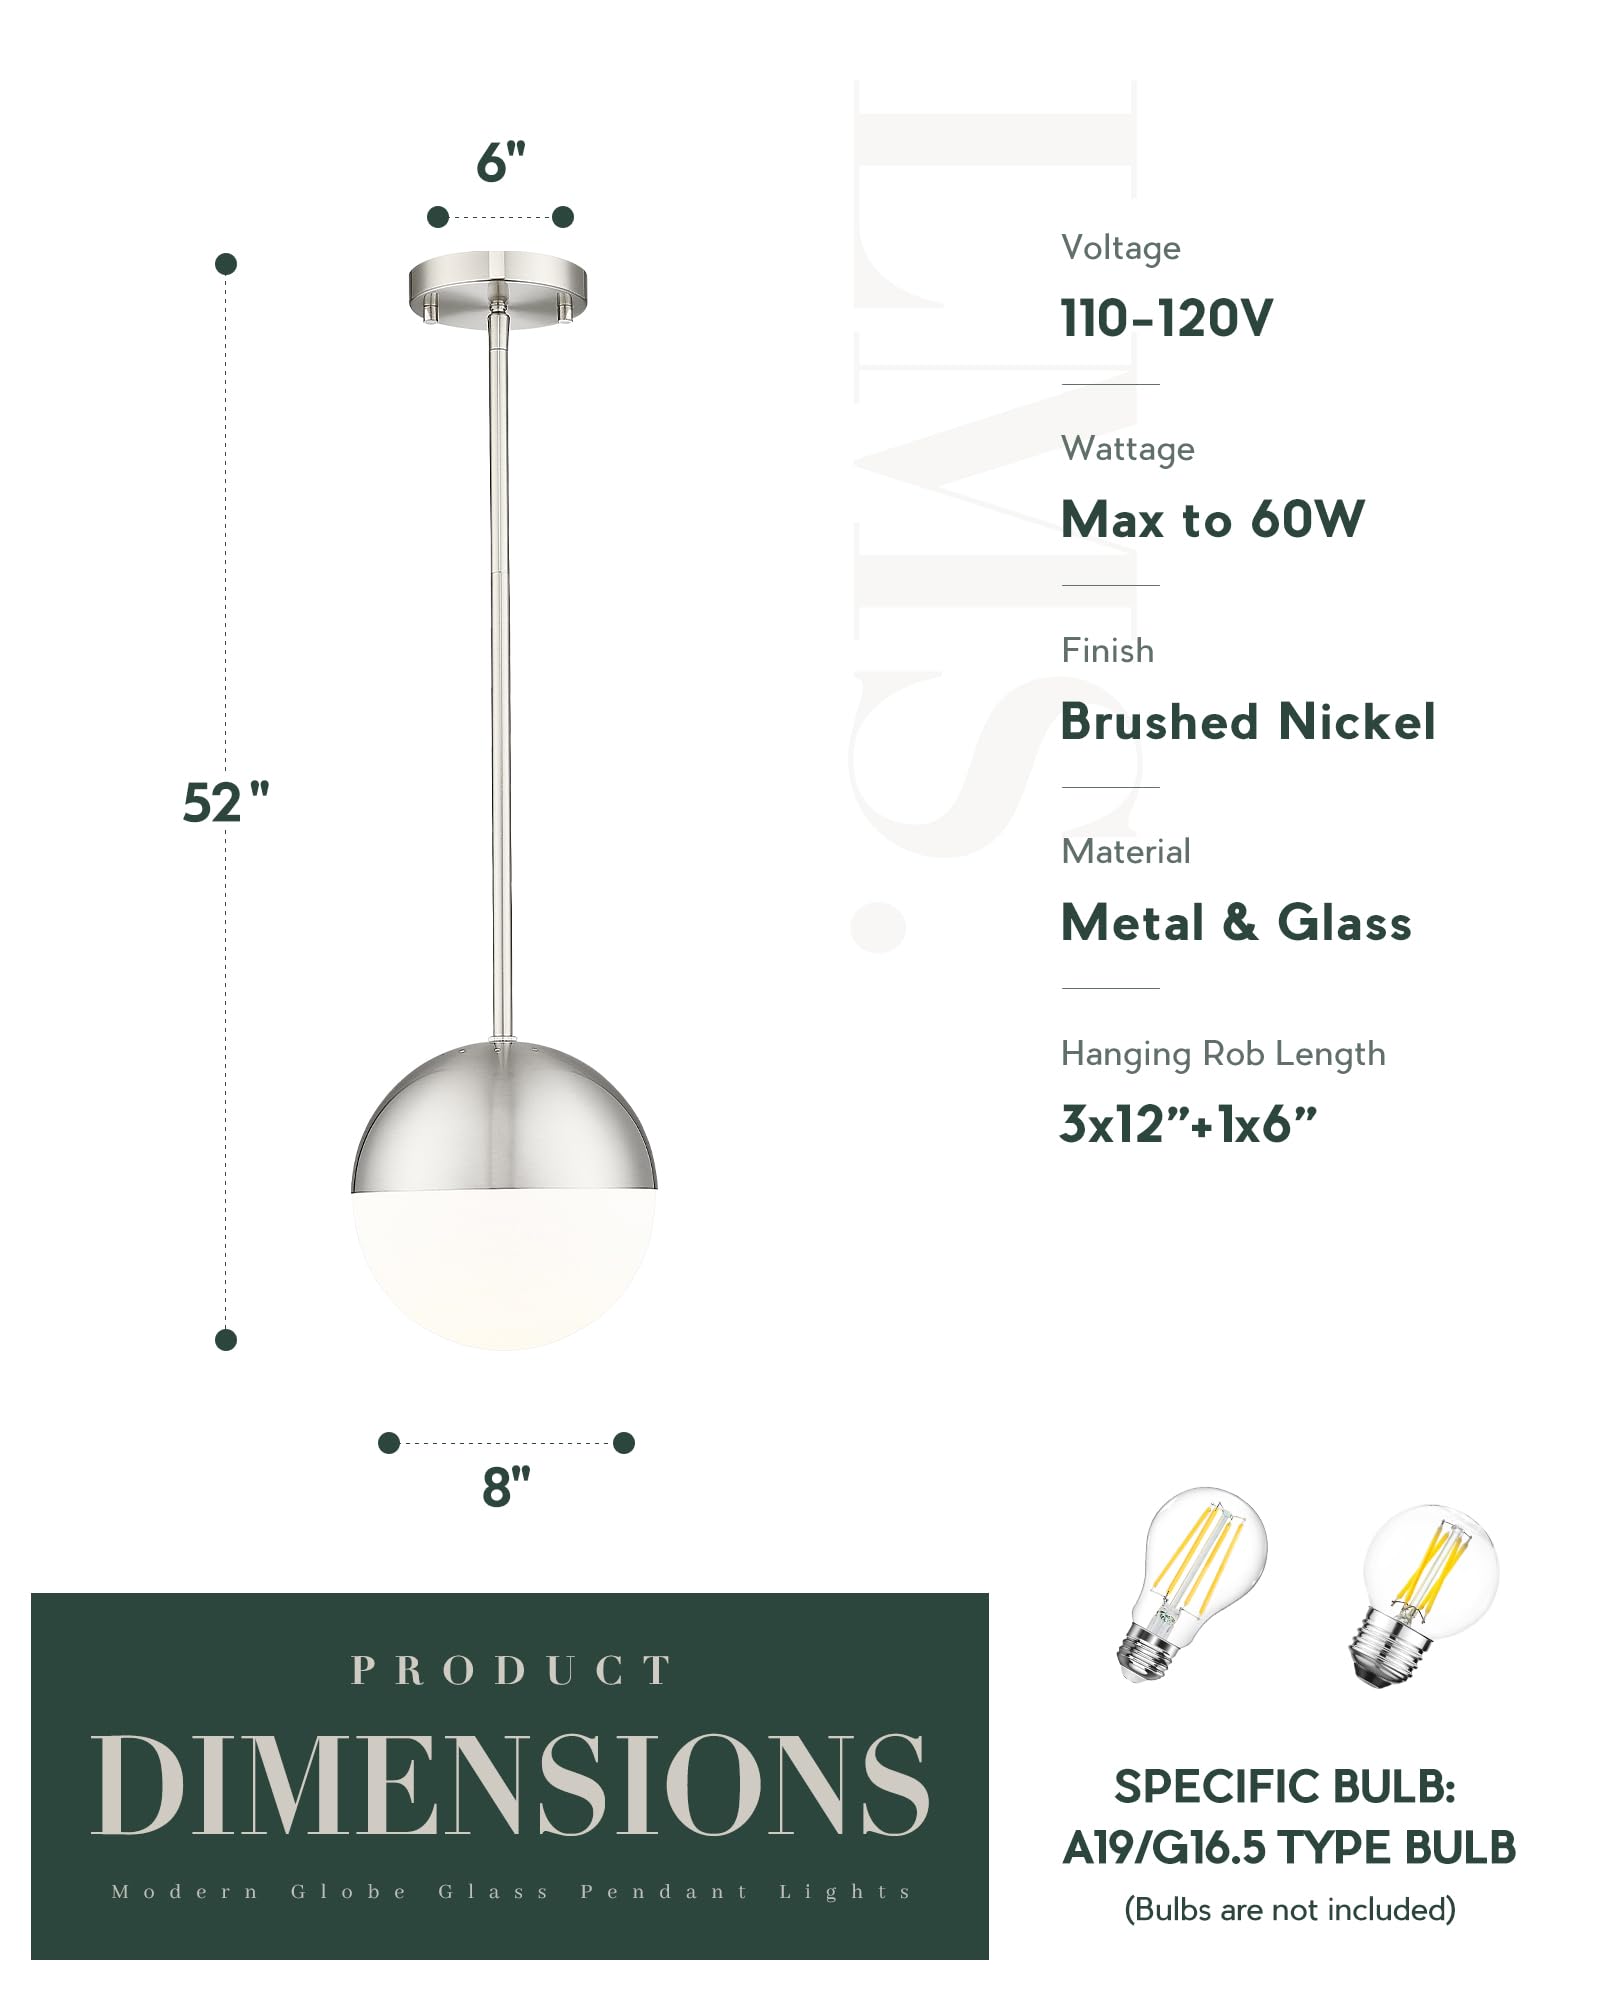 6"
52"
8"
LMS.
Voltage
110-120V
Wattage
Max to 60W
Finish
Brushed Nickel
Material
Metal & Glass
Hanging Rob Length
3x12”+1x6”
PRODUCT
DIMENSIONS
Modern Globe Glass Pendant Lights
SPECIFIC BULB:
A19/G16.5 TYPE BULB
(Bulbs are not included)